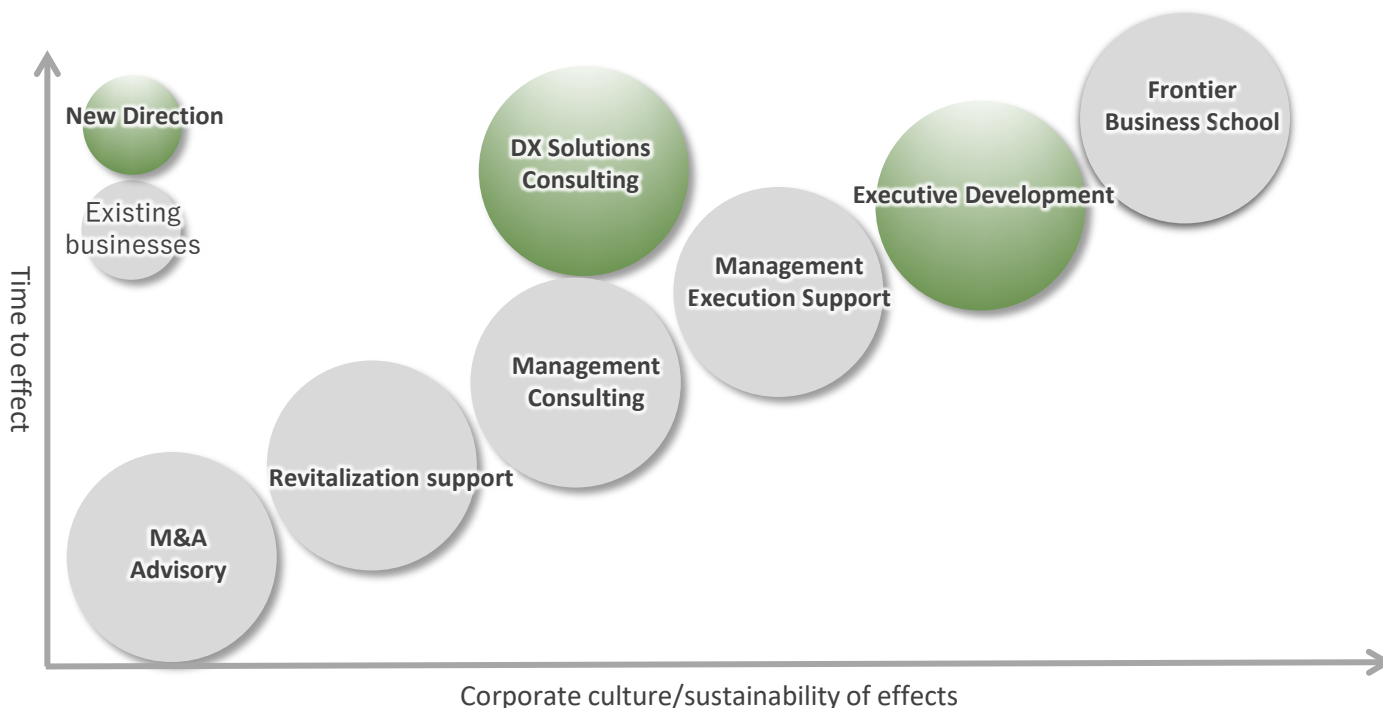 New Direction
Existing
businesses
Time to effect
M&A
Advisory
Revitalization support
DX Solutions
Consulting
Management
Consulting
Management
Execution Support
Executive Development
Frontier
Business School
Corporate culture/sustainability of effects